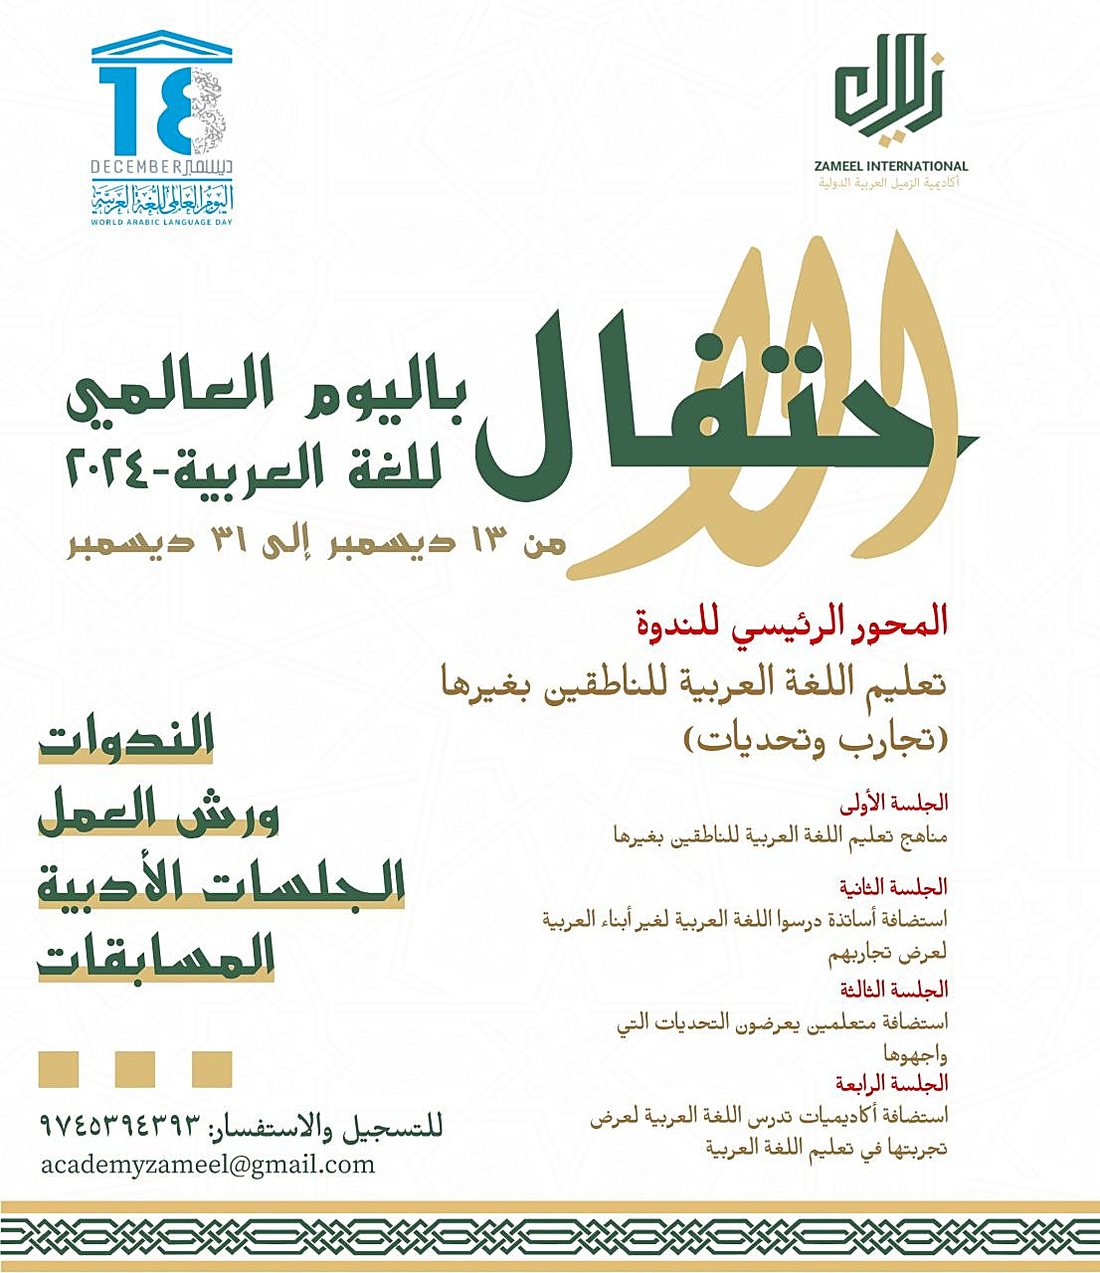 18
DECEMBER ديسمبر
اليوم العالمي للغة العربية
WORLD ARABIC LANGUAGE DAY
زميل
ZAMEEL INTERNATIONAL
أكاديمية الزميل العربية الدولية
الاحتفال
باليوم العالمي
للغة العربية-٢٠٢٤
من ١٣ ديسمبر إلى ٣١ ديسمبر
المحور الرئيسي للندوة
تعليم اللغة العربية للناطقين بغيرها
(تجارب وتحديات)
الجلسة الأولى
مناهج تعليم اللغة العربية للناطقين بغيرها
الجلسة الثانية
استضافة أساتذة درسوا اللغة العربية لغير أبناء العربية
لعرض تجاربهم
الجلسة الثالثة
استضافة متعلمين يعرضون التحديات التي
واجهوها
الجلسة الرابعة
استضافة أكاديميات تدرس اللغة العربية لعرض
تجربتها في تعليم اللغة العربية
الندوات
ورش العمل
الجلسات الأدبية
المسابقات
للتسجيل والاستفسار: ٩٧٤٥٣٩٤٣٩٣
academyzameel@gmail.com